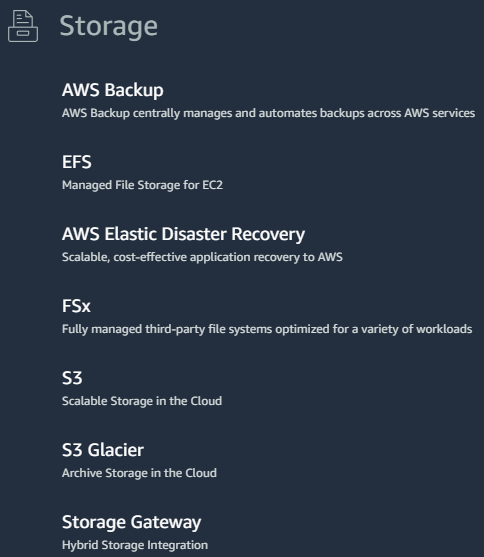 Storage
AWS Backup
AWS Backup centrally manages and automates backups across AWS services
EFS
Managed File Storage for EC2
AWS Elastic Disaster Recovery
Scalable, cost-effective application recovery to AWS
FSx
Fully managed third-party file systems optimized for a variety of workloads
S3
Scalable Storage in the Cloud
S3 Glacier
Archive Storage in the Cloud
Storage Gateway
Hybrid Storage Integration